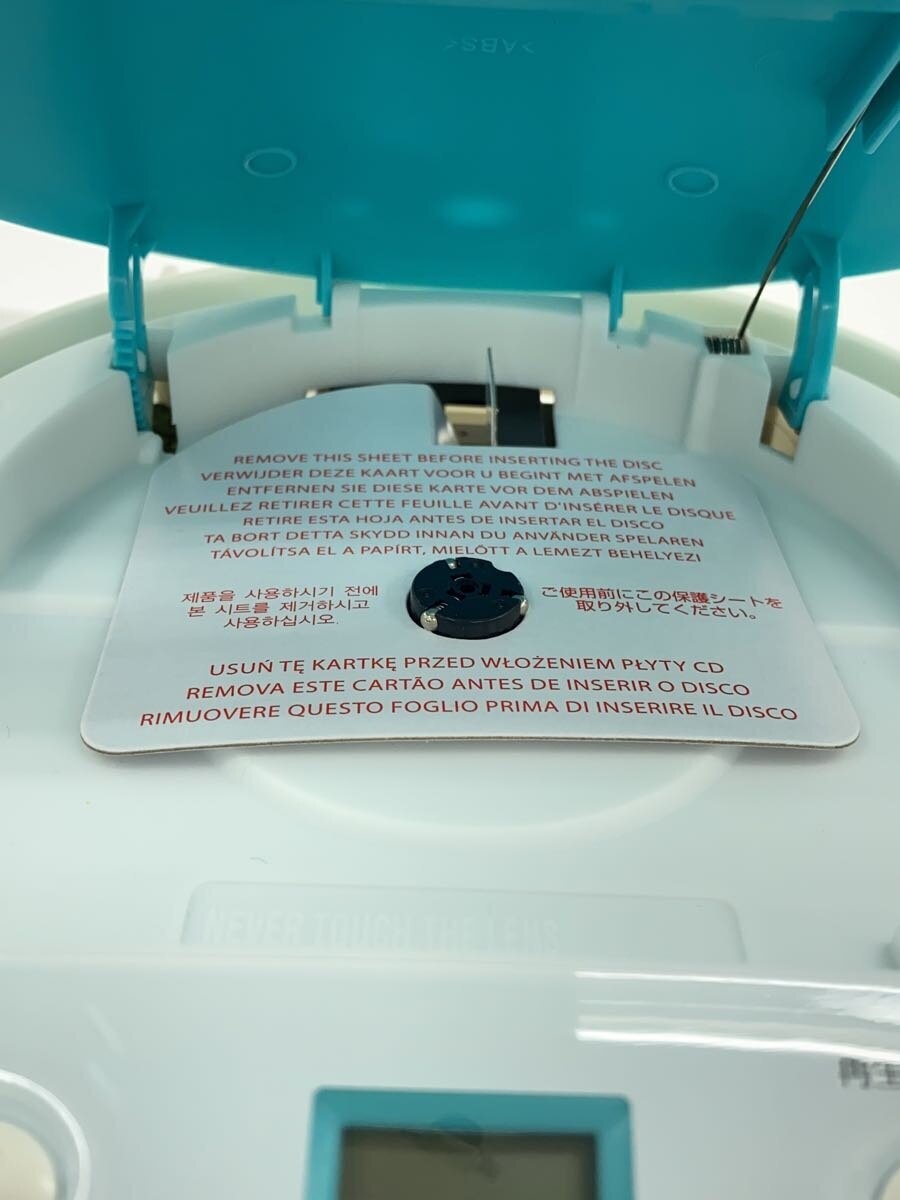 >ABS<
REMOVE THIS SHEET BEFORE INSERTING THE DISC
VERWIJDER DEZE KAART VOOR U BEGINT MET AFSPELEN
ENTFERNEN SIE DIESE KARTE VOR DEM ABSPIELEN
VEUILLEZ RETIRER CETTE FEUILLE AVANT D'INSÉRER LE DISQUE
RETIRE ESTA HOJA ANTES DE INSERTAR EL DISCO
TA BORT DETTA SKYDD INNAN DU ANVÄNDER SPELAREN
TÁVOLÍTSA EL A PAPÍRT, MIELŐTT A LEMEZT BEHELYEZI
제품을 사용하시기 전에
본 시트를 제거하시고
사용하십시오.
ご使用前にこの保護シートを
取り外してください。
USUŃ TĘ KARTKĘ PRZED WŁOŻENIEM PŁYTY CD
REMOVA ESTE CARTÃO ANTES DE INSERIR O DISCO
RIMUOVERE QUESTO FOGLIO PRIMA DI INSERIRE IL DISCO
NEVER TOUCH THE LENS
再生